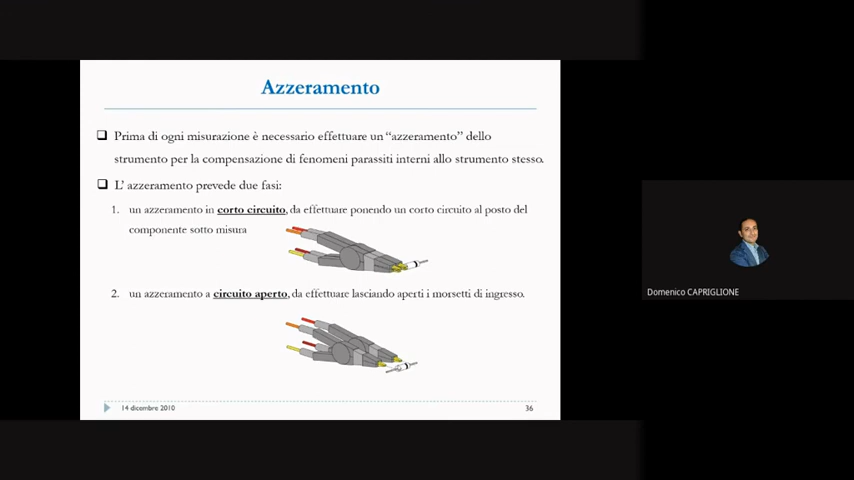 Azzeramento
❑ Prima di ogni misurazione è necessario effettuare un “azzeramento” dello
strumento per la compensazione di fenomeni parassiti interni allo strumento stesso.
❑ L’ azzeramento prevede due fasi:
1. un azzeramento in corto circuito, da effettuare ponendo un corto circuito al posto del
componente sotto misura
2. un azzeramento a circuito aperto, da effettuare lasciando aperti i morsetti di ingresso.
14 dicembre 2010
36
Domenico CAPRIGLIONE